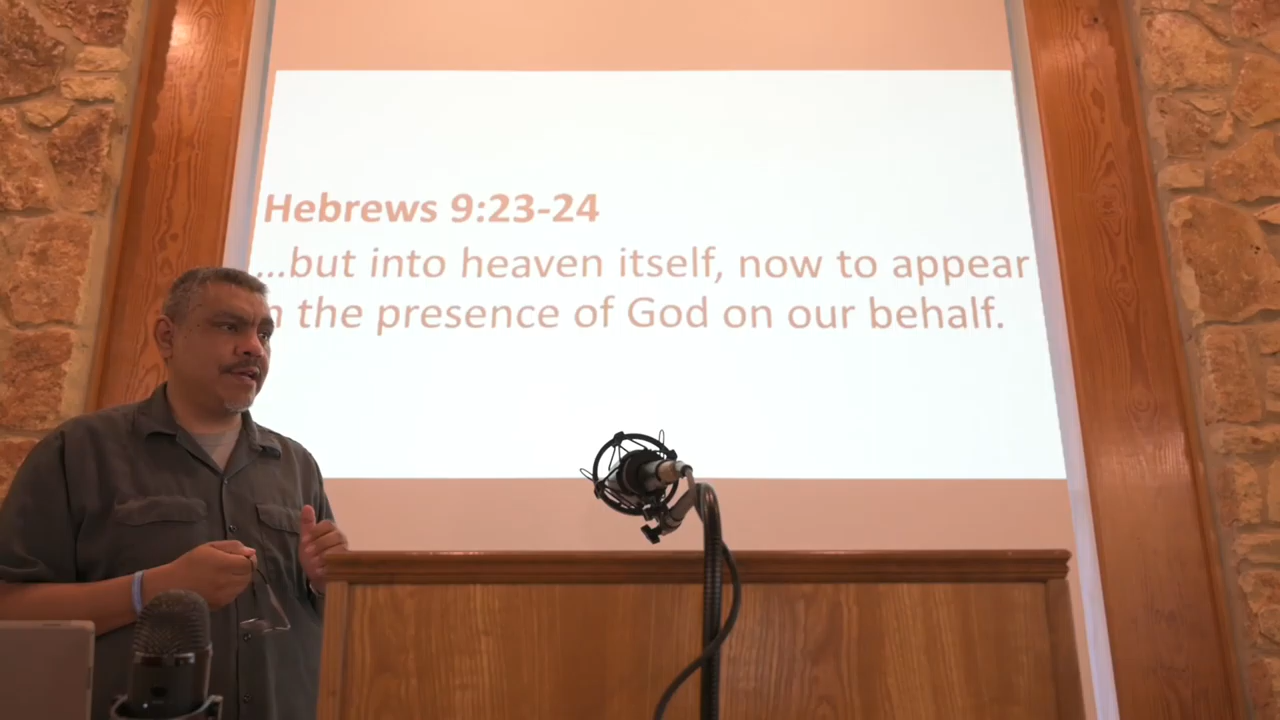 Hebrews 9:23-24
...but into heaven itself, now to appear
the presence of God on our behalf.